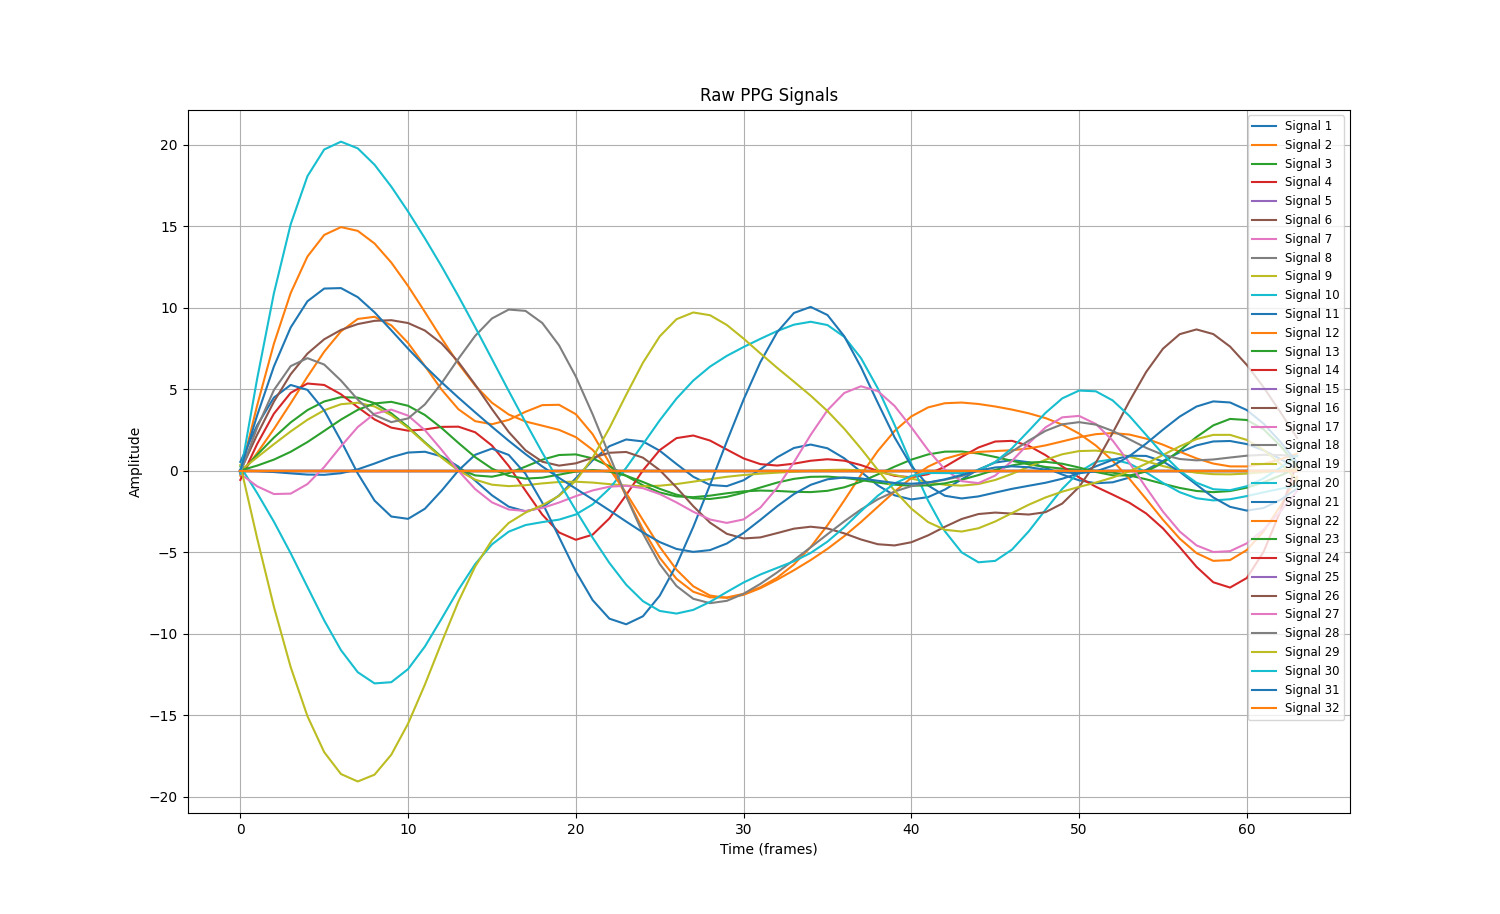 Raw PPG Signals
Amplitude
20
15
10
5
0
−5
−10
−15
−20
0 10 20 30 40 50 60
Time (frames)
Signal 1
Signal 2
Signal 3
Signal 4
Signal 5
Signal 6
Signal 7
Signal 8
Signal 9
Signal 10
Signal 11
Signal 12
Signal 13
Signal 14
Signal 15
Signal 16
Signal 17
Signal 18
Signal 19
Signal 20
Signal 21
Signal 22
Signal 23
Signal 24
Signal 25
Signal 26
Signal 27
Signal 28
Signal 29
Signal 30
Signal 31
Signal 32